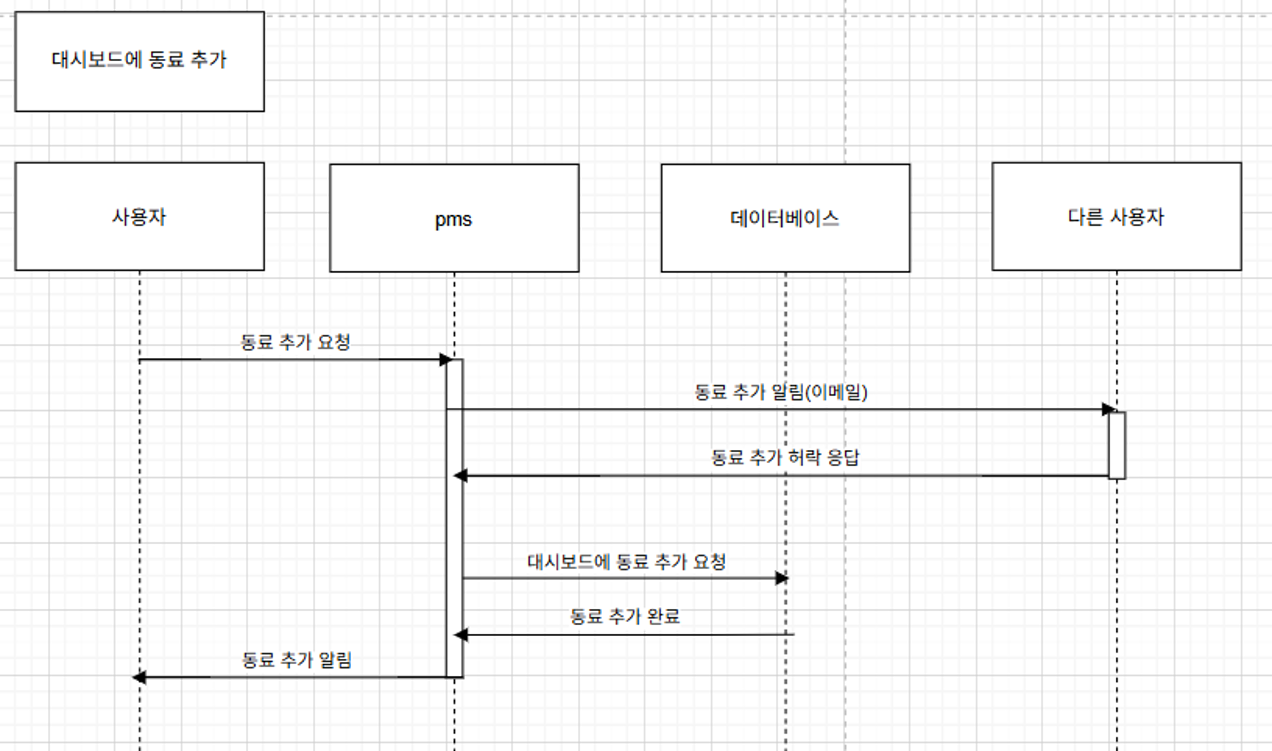 대시보드에 동료 추가
사용자
pms
데이터베이스
다른 사용자
동료 추가 요청
동료 추가 알림(이메일)
동료 추가 허락 응답
대시보드에 동료 추가 요청
동료 추가 완료
동료 추가 알림